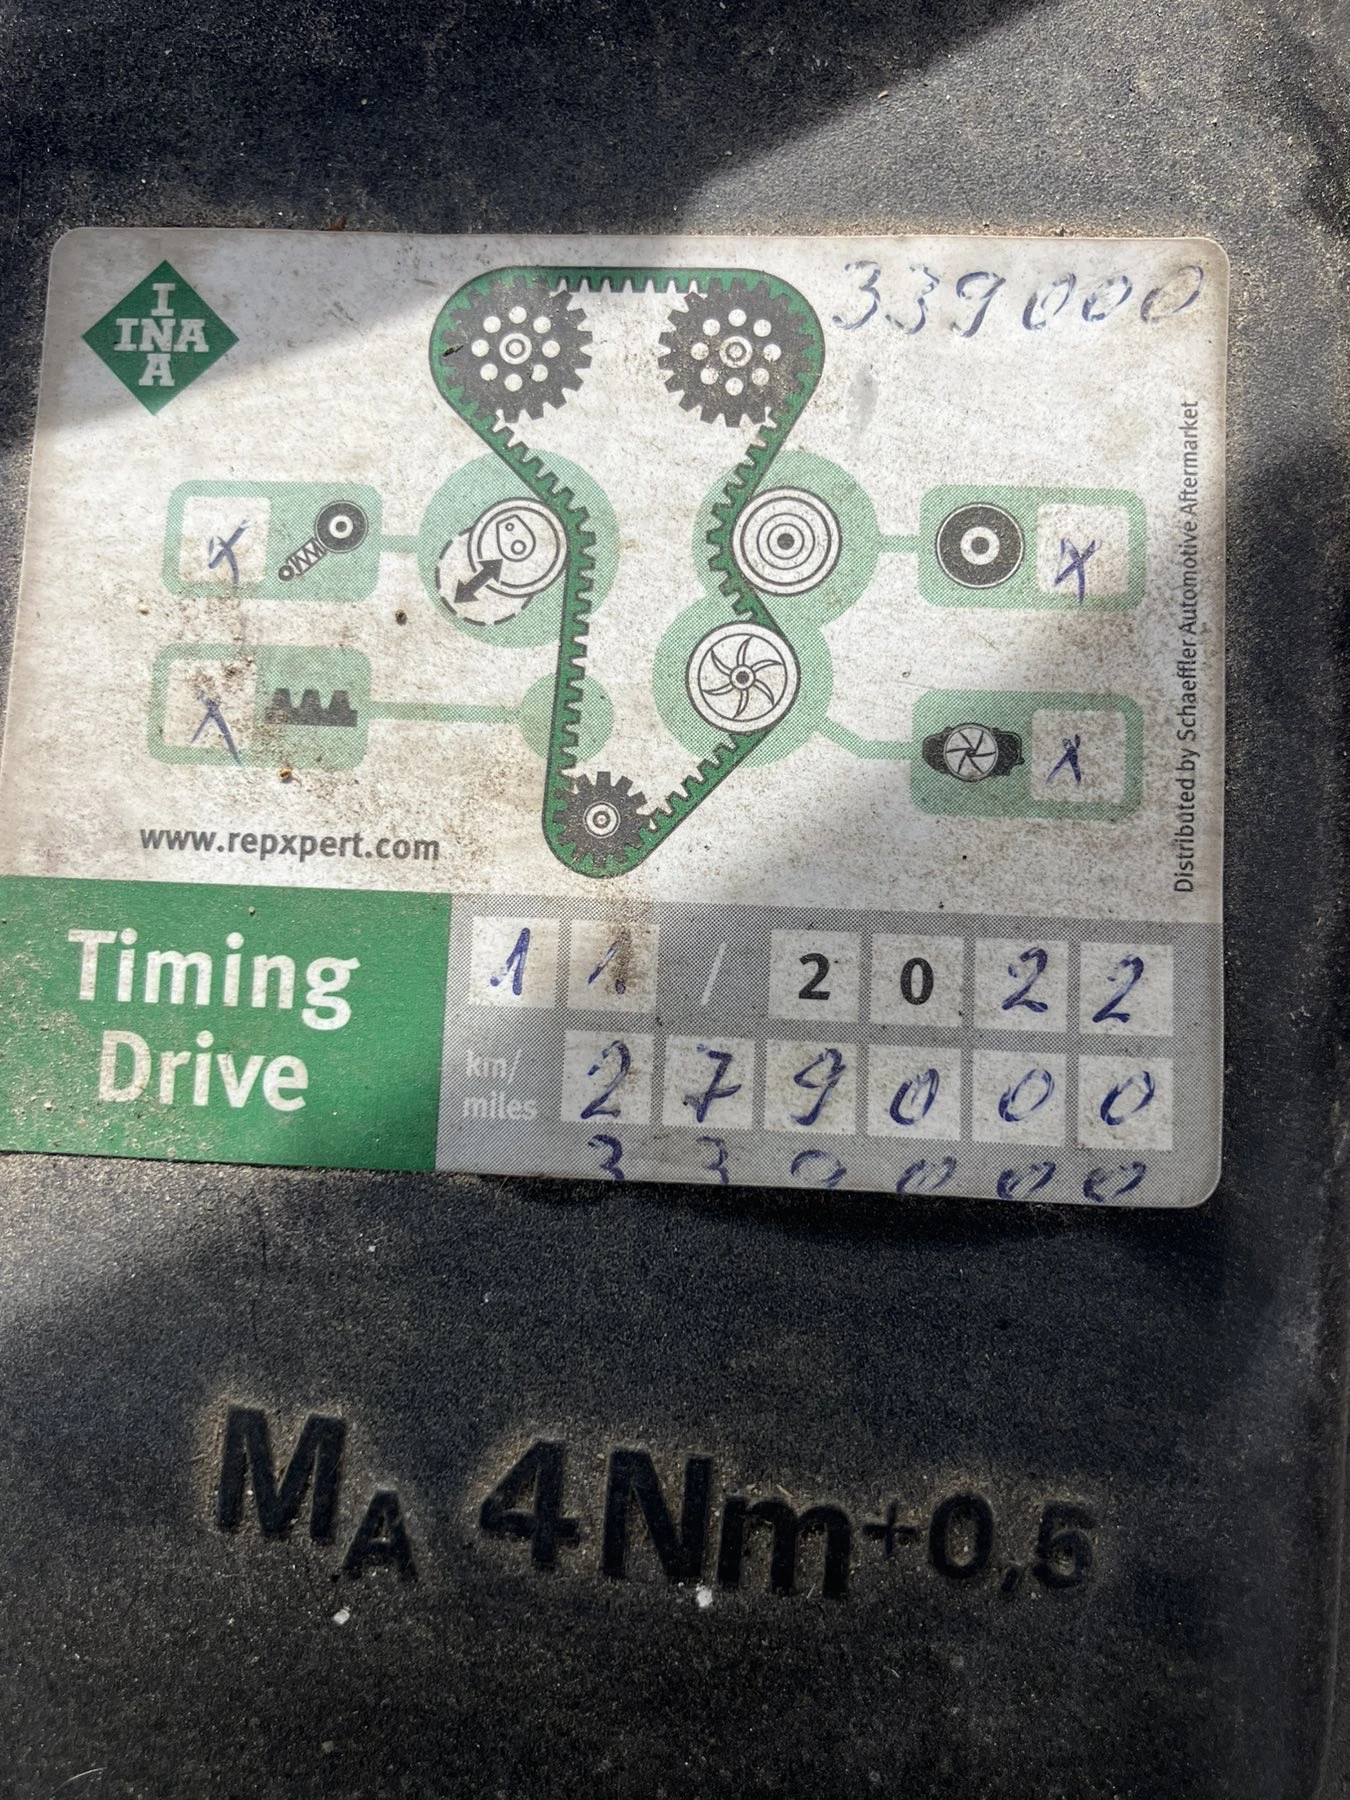 I
INA
A
339000
X
X
X
X
Distributed by Schaeffler Automotive Aftermarket
www.repxpert.com
Timing
Drive
11/2022
km/
miles
279000
339000
MA 4Nm+0,5